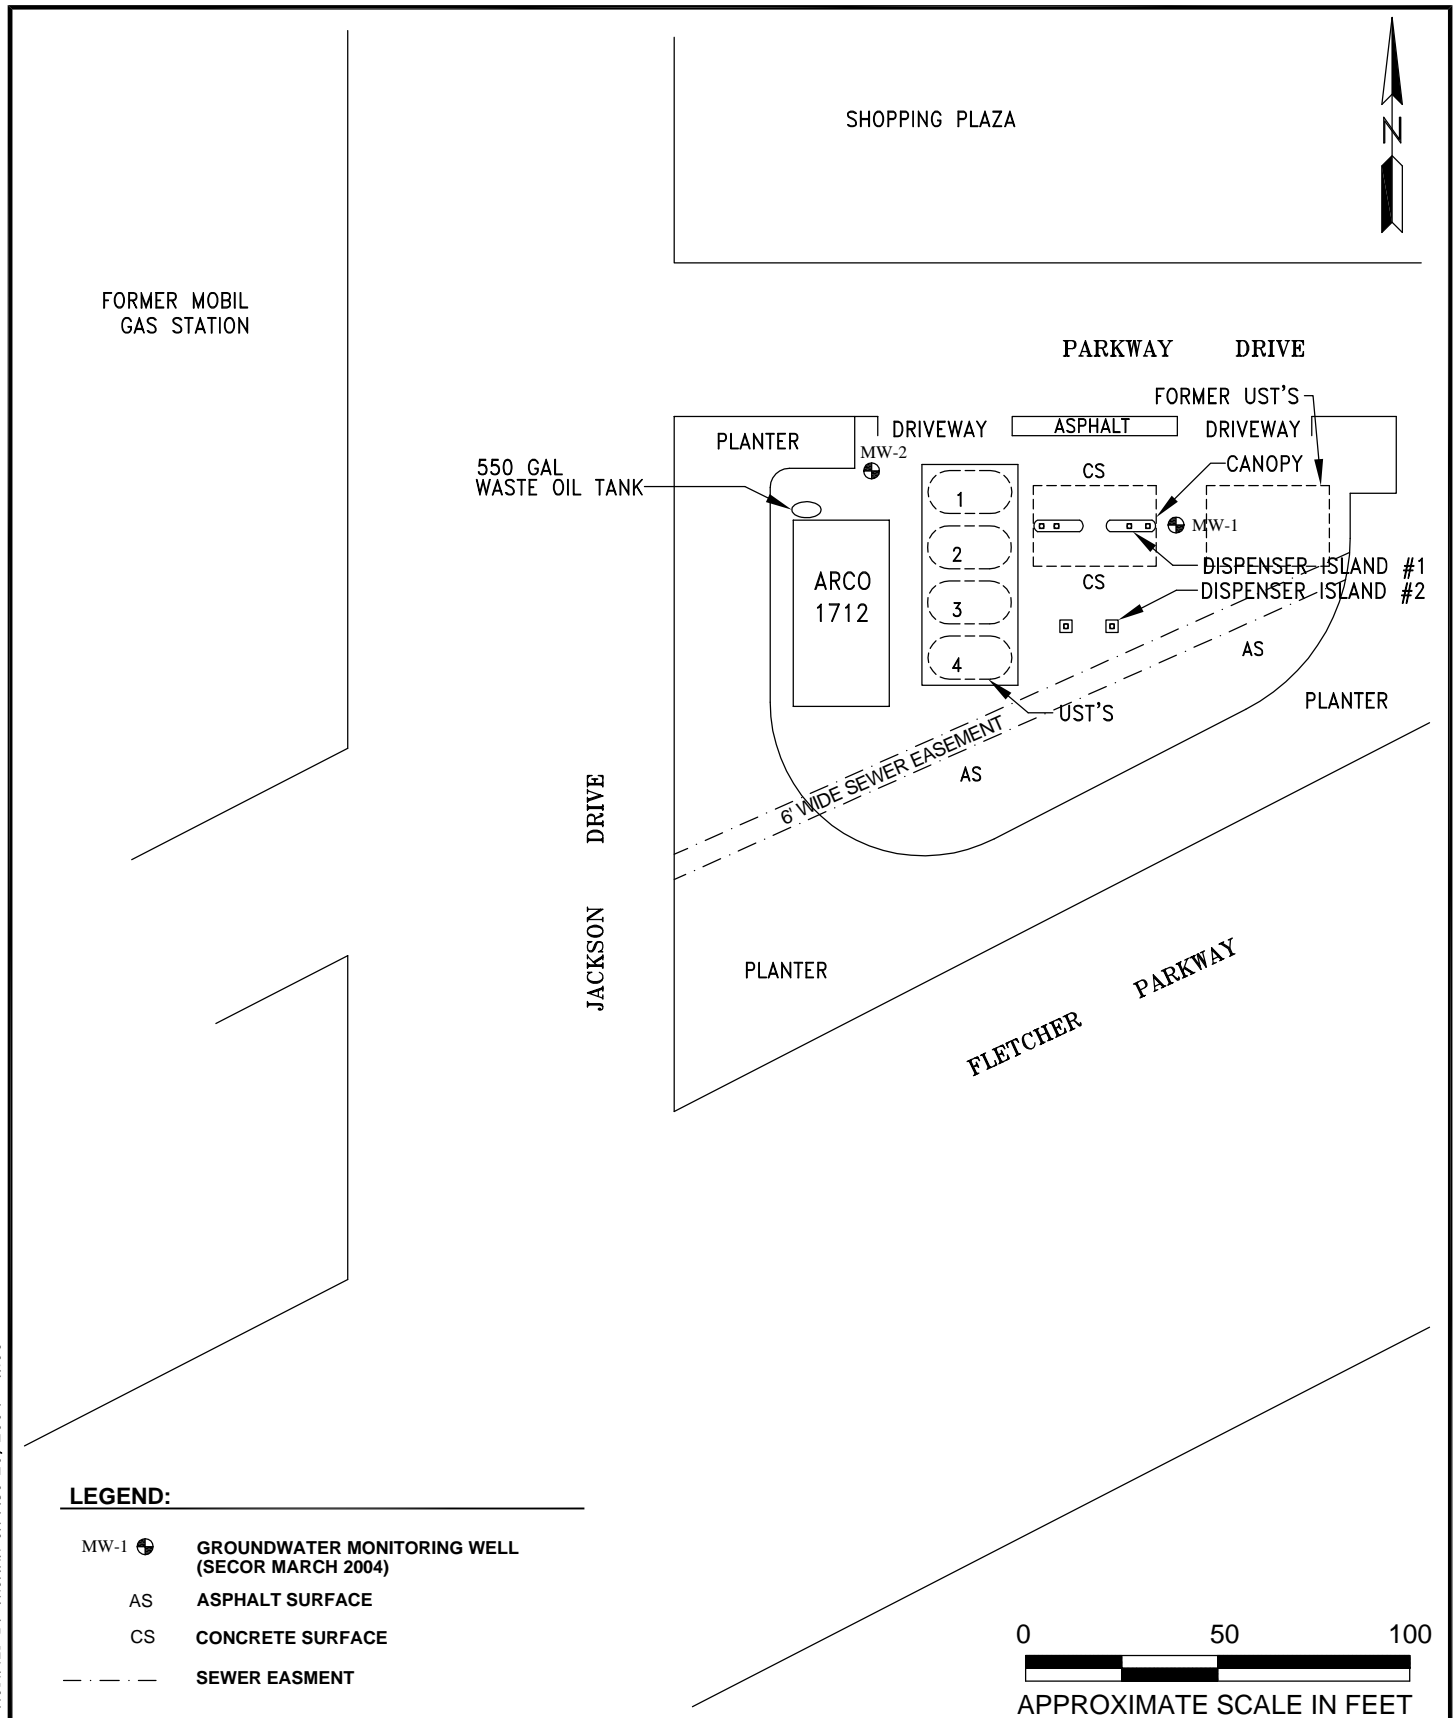 SHOPPING PLAZA
N
FORMER MOBIL
GAS STATION
PARKWAY DRIVE
FORMER UST'S
PLANTER
DRIVEWAY
ASPHALT
DRIVEWAY
MW-2
CS
CANOPY
550 GAL
WASTE OIL TANK
1
MW-1
2
DISPENSER ISLAND #1
ARCO
1712
CS
DISPENSER ISLAND #2
3
4
AS
PLANTER
UST'S
6' WIDE SEWER EASEMENT
AS
JACKSON DRIVE
PLANTER
FLETCHER PARKWAY
LEGEND:
MW-1 GROUNDWATER MONITORING WELL
(SECOR MARCH 2004)
AS ASPHALT SURFACE
CS CONCRETE SURFACE
SEWER EASMENT
0 50 100
APPROXIMATE SCALE IN FEET